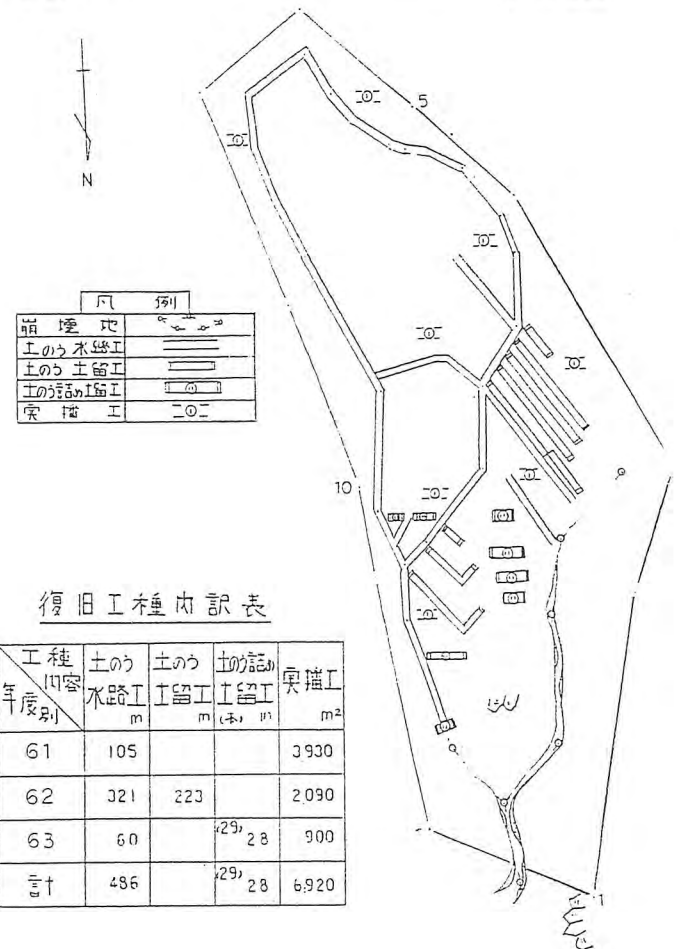 5
N
凡 例
崩壊地
土のう水路工
土のう土留工
土のう詰め土留工
実播工
10
復旧工種内訳表
工種内容 年度別 土のう水路工 m 土のう土留工 m 土のう詰め土留工 (本) m 実播工 m²
61 105 3930
62 321 223 2,090
63 60 (29) 28 900
計 486 (29) 28 6,920
1